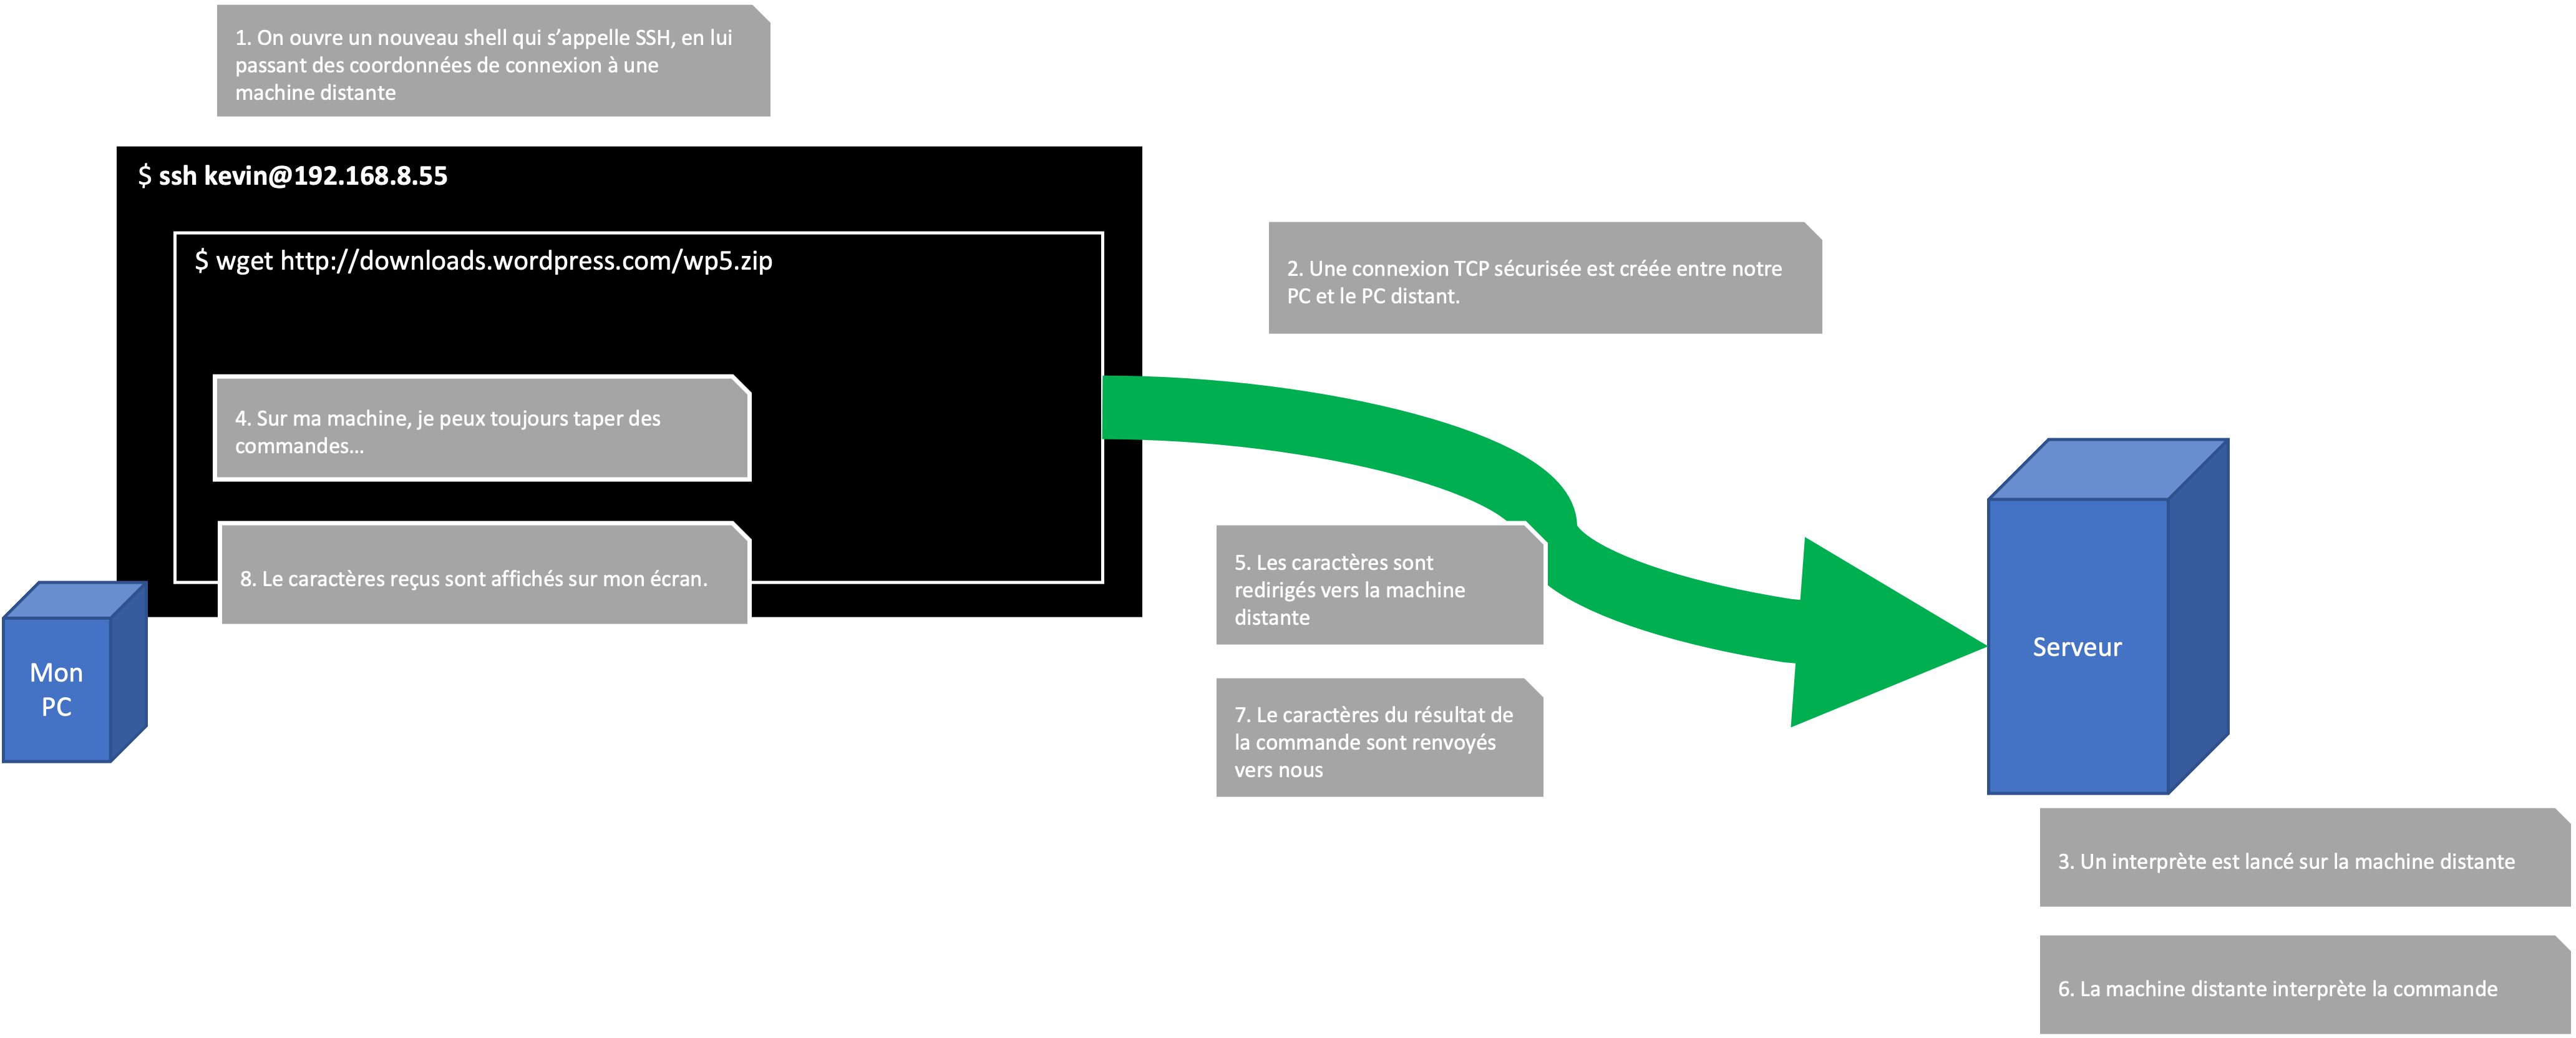 1. On ouvre un nouveau shell qui s’appelle SSH, en lui
passant des coordonnées de connexion à une
machine distante
$ ssh kevin@192.168.8.55
$ wget http://downloads.wordpress.com/wp5.zip
2. Une connexion TCP sécurisée est créée entre notre
PC et le PC distant.
4. Sur ma machine, je peux toujours taper des
commandes…
8. Le caractères reçus sont affichés sur mon écran.
5. Les caractères sont
redirigés vers la machine
distante
7. Le caractères du résultat de
la commande sont renvoyés
vers nous
Mon
PC
Serveur
3. Un interprète est lancé sur la machine distante
6. La machine distante interprète la commande